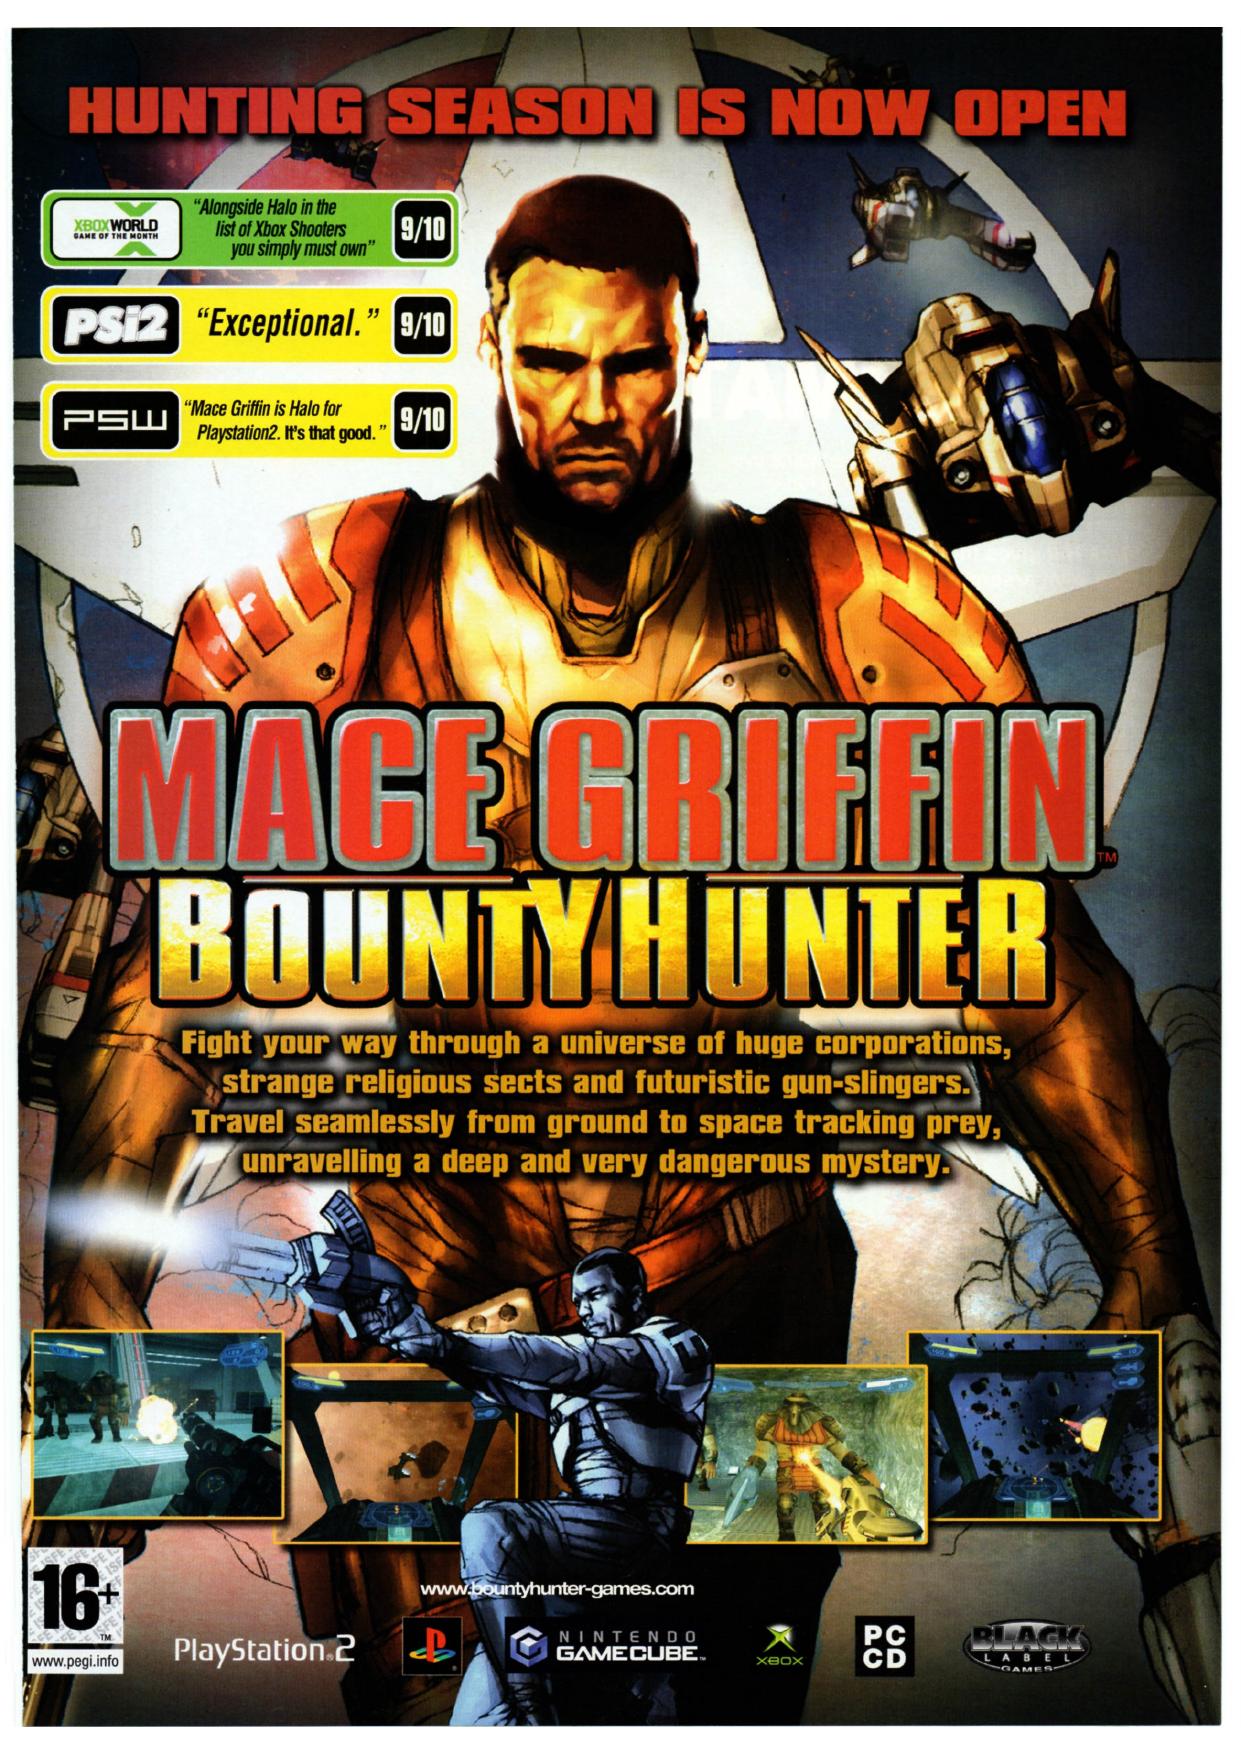 HUNTING SEASON IS NOW OPEN
XBOXWORLD
GAME OF THE MONTH
“Alongside Halo in the
list of Xbox Shooters
you simply must own”
9/10
PSi2
“Exceptional.”
9/10
PSW
“Mace Griffin is Halo for
Playstation2. It's that good.”
9/10
MACE GRIFFIN™
BOUNTY HUNTER
Fight your way through a universe of huge corporations,
strange religious sects and futuristic gun-slingers.
Travel seamlessly from ground to space tracking prey,
unravelling a deep and very dangerous mystery.
16+
TM
www.pegi.info
www.bountyhunter-games.com
PlayStation®2
NINTENDO
GAMECUBE™
XBOX
PC
CD
BLACK
LABEL
GAMES